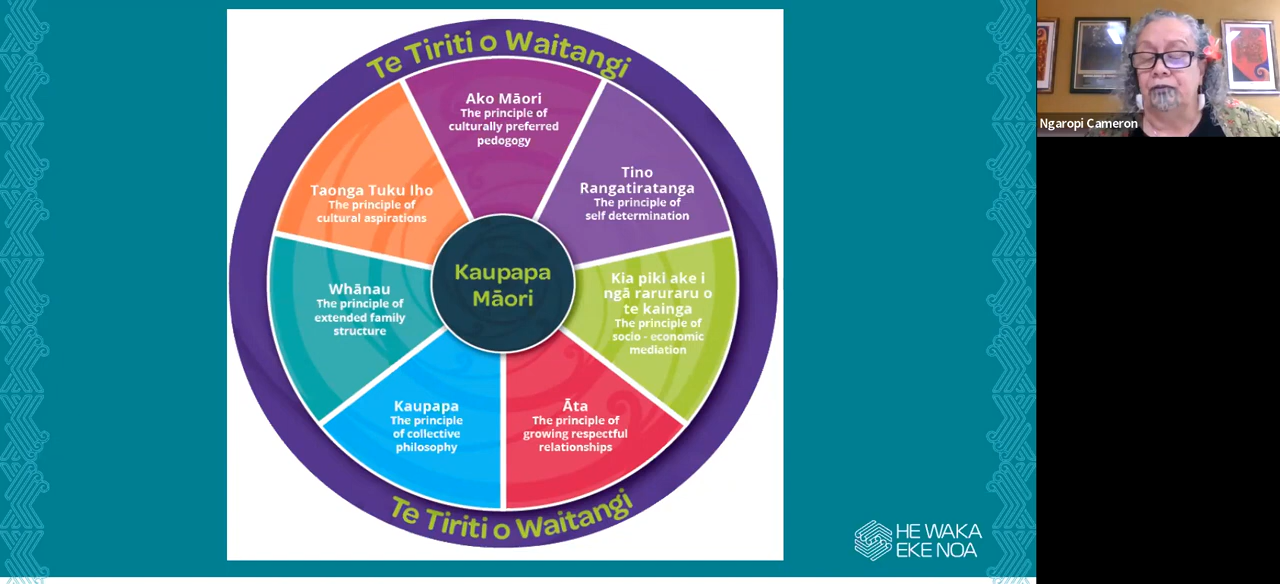 Te Tiriti o Waitangi
Ako Māori
The principle of
culturally preferred
pedogogy
Tino
Rangatiratanga
The principle of
self determination
Kia piki ake i
ngā raruraru o
te kainga
The principle of
socio - economic
mediation
Āta
The principle of
growing respectful
relationships
Kaupapa
The principle
of collective
philosophy
Whānau
The principle of
extended family
structure
Taonga Tuku Iho
The principle of
cultural aspirations
Kaupapa
Māori
Te Tiriti o Waitangi
HE WAKA
EKE NOA
Ngaropi Cameron